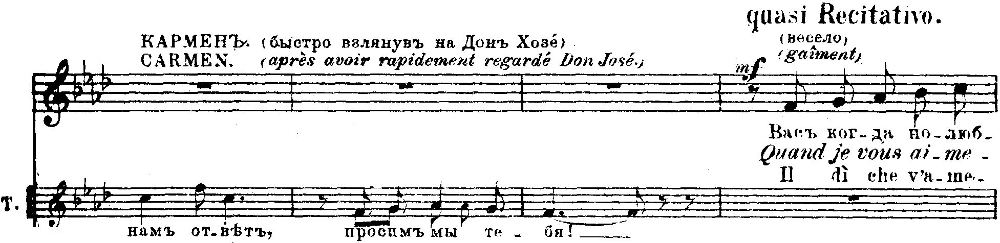 quasi Recitativo.
КАРМЕНЪ. (быстро взлянувъ на Донъ Хозé) (весело)
CARMEN. (après avoir rapidement regardé Don José.) (gaîment)
mf
Васъ ког-да по-люб-
Quand je vous ai-me-
Il dì che v'a-me-
T.
намъ от-вѣтъ, просимъ мы те - бя!